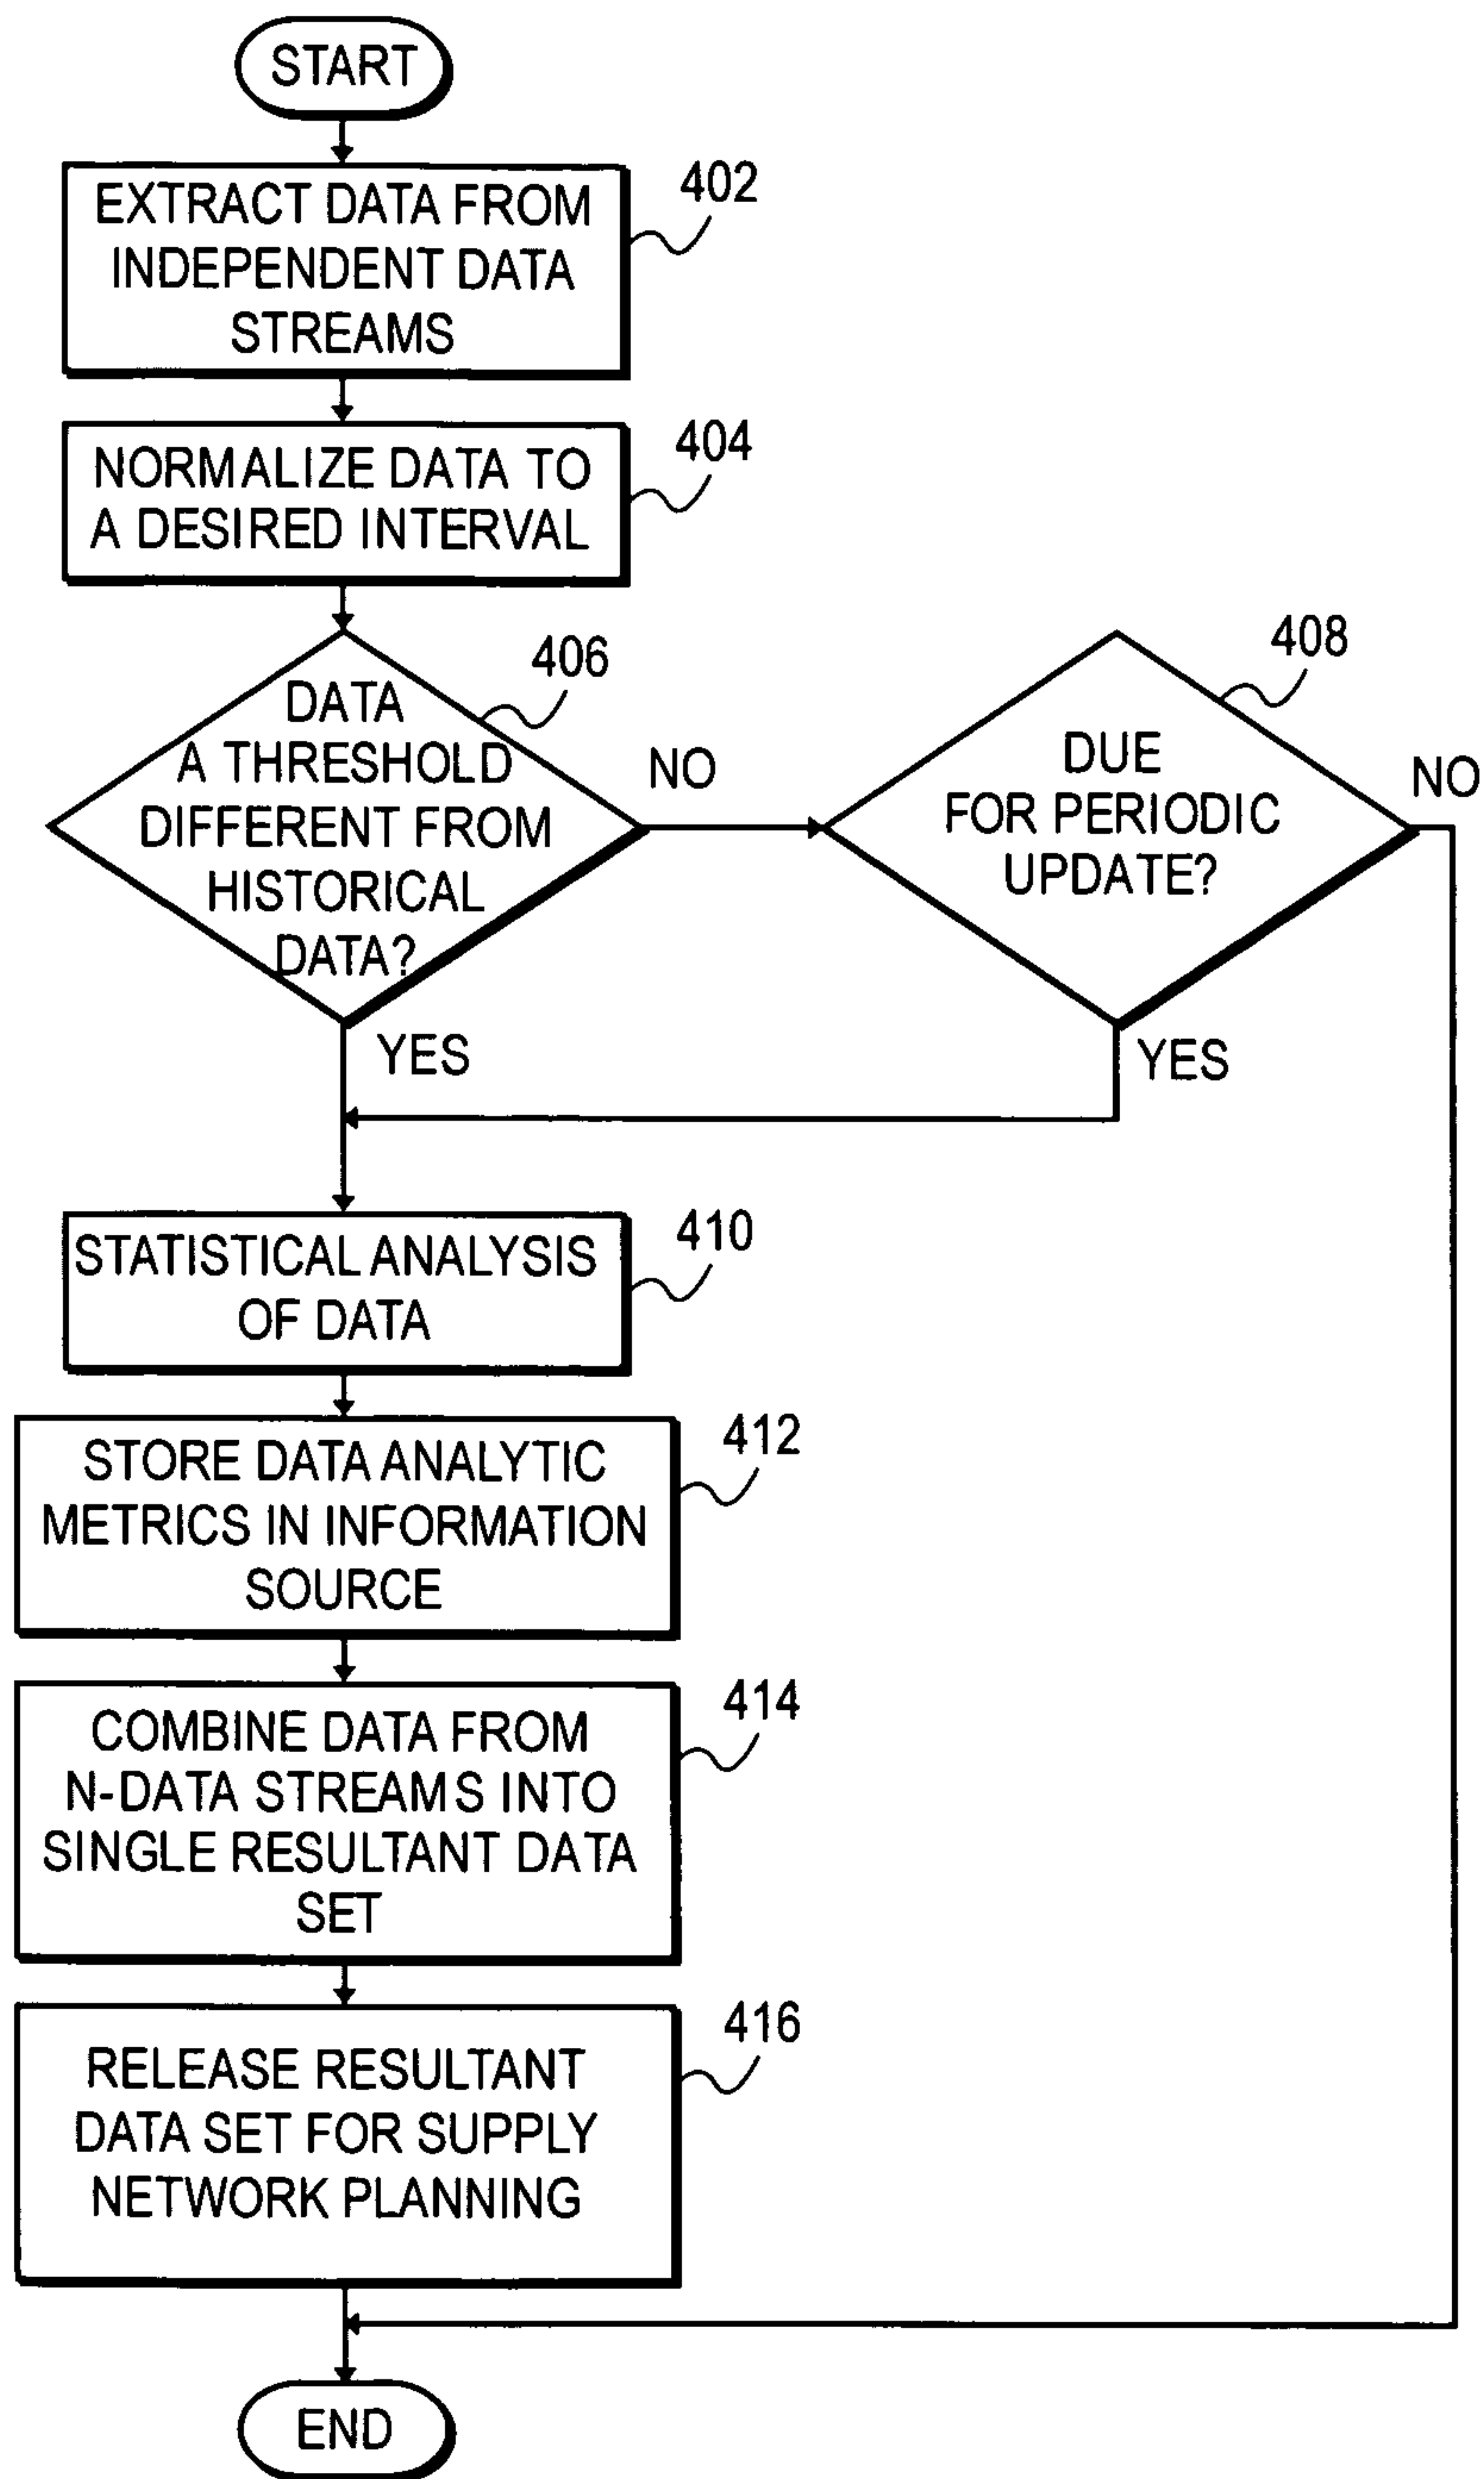 START
EXTRACT DATA FROM
INDEPENDENT DATA
STREAMS
402
NORMALIZE DATA TO
A DESIRED INTERVAL
404
DATA
A THRESHOLD
DIFFERENT FROM
HISTORICAL
DATA?
406
NO
YES
DUE
FOR PERIODIC
UPDATE?
408
NO
YES
STATISTICAL ANALYSIS
OF DATA
410
STORE DATA ANALYTIC
METRICS IN INFORMATION
SOURCE
412
COMBINE DATA FROM
N-DATA STREAMS INTO
SINGLE RESULTANT DATA
SET
414
RELEASE RESULTANT
DATA SET FOR SUPPLY
NETWORK PLANNING
416
END